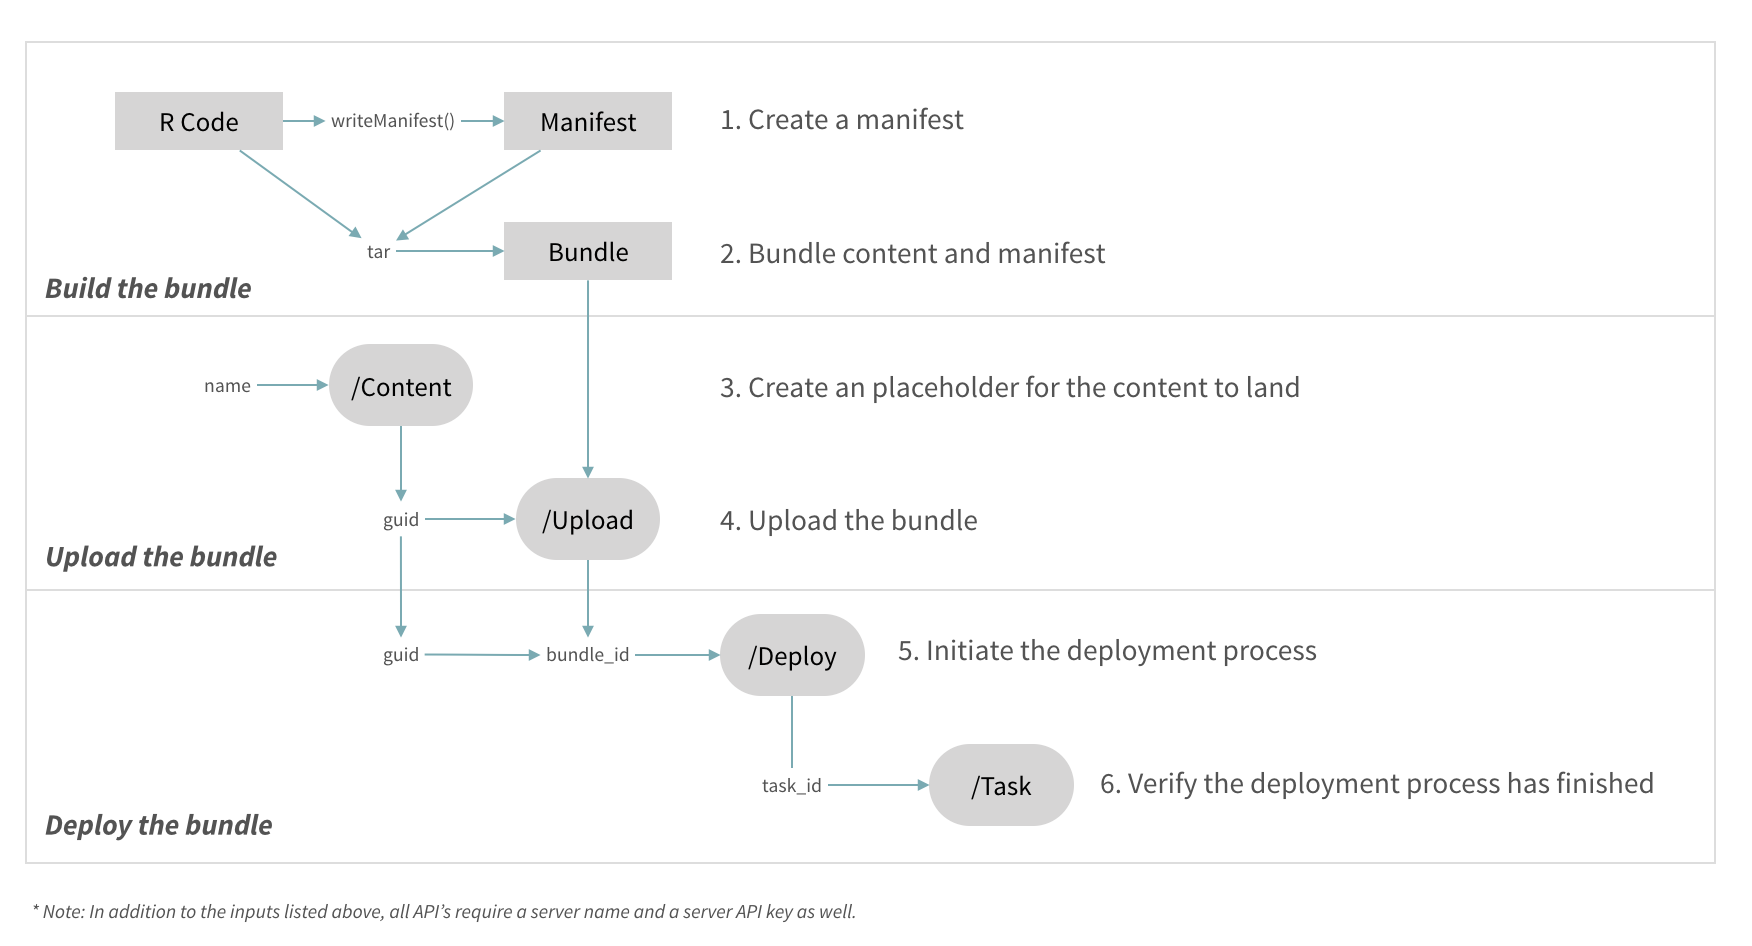 R Code
writeManifest()
Manifest
1. Create a manifest
tar
Bundle
2. Bundle content and manifest
Build the bundle
name
/Content
3. Create an placeholder for the content to land
guid
/Upload
4. Upload the bundle
Upload the bundle
guid
bundle_id
/Deploy
5. Initiate the deployment process
task_id
/Task
6. Verify the deployment process has finished
Deploy the bundle
* Note: In addition to the inputs listed above, all API’s require a server name and a server API key as well.